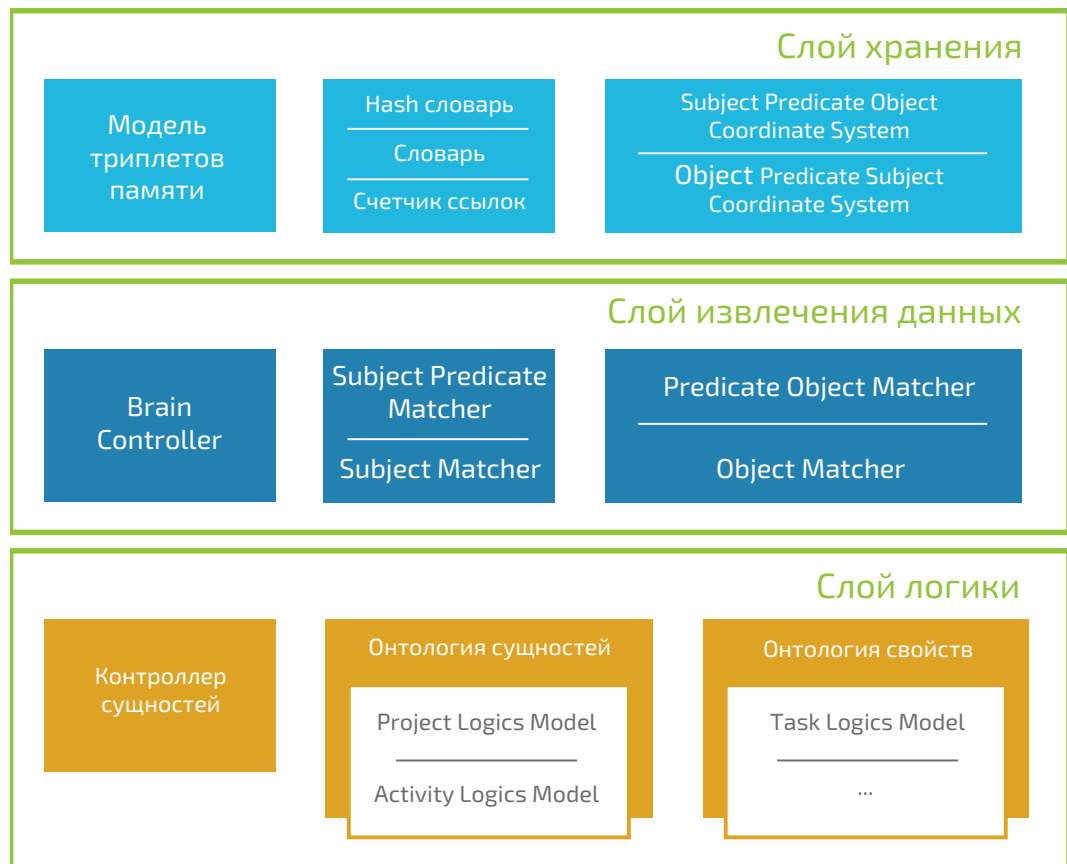 Слой хранения
Модель
триплетов
памяти
Hash словарь
Словарь
Счетчик ссылок
Subject Predicate Object
Coordinate System
Object Predicate Subject
Coordinate System
Слой извлечения данных
Brain
Controller
Subject Predicate
Matcher
Subject Matcher
Predicate Object Matcher
Object Matcher
Слой логики
Контроллер
сущностей
Онтология сущностей
Project Logics Model
Activity Logics Model
Онтология свойств
Task Logics Model
...